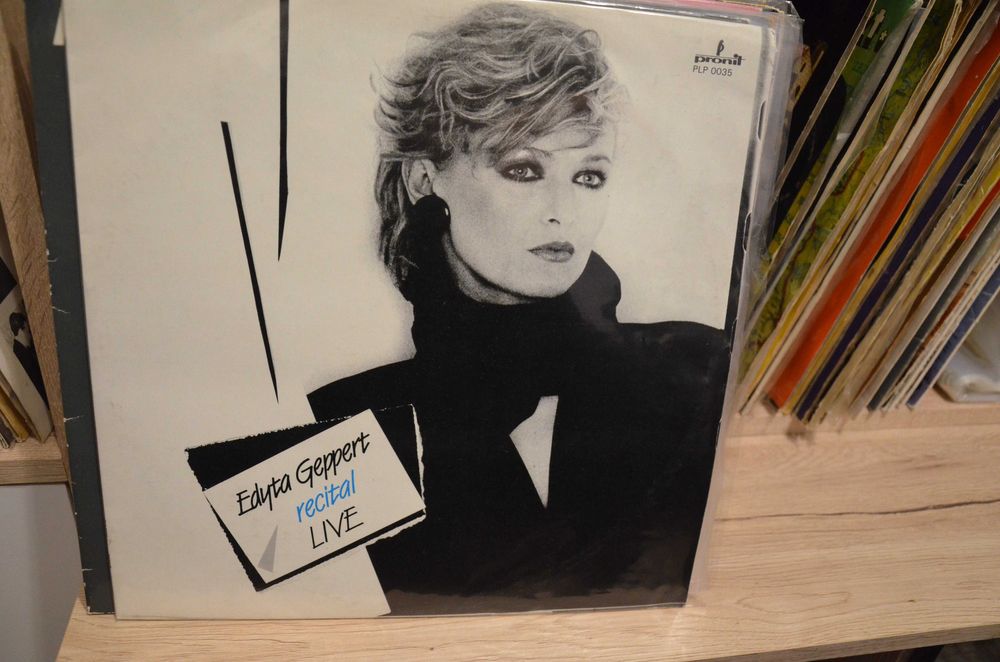 pronit
PLP 0035
Edyta Geppert
recital
LIVE